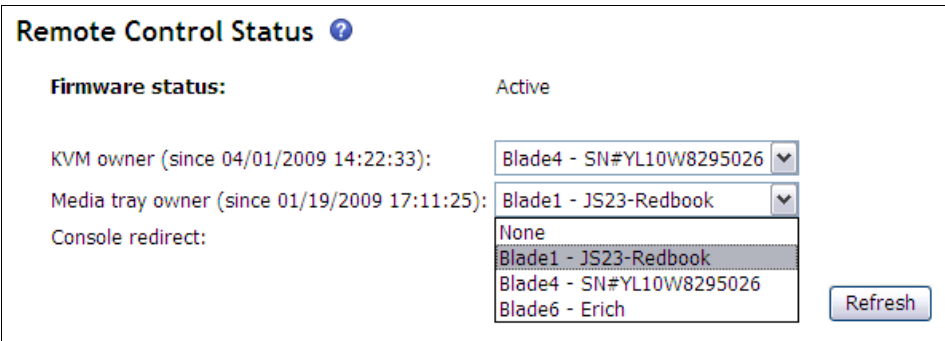 Remote Control Status ?
Firmware status: Active
KVM owner (since 04/01/2009 14:22:33): Blade4 - SN#YL10W8295026
Media tray owner (since 01/19/2009 17:11:25): Blade1 - JS23-Redbook
Console redirect: None
Blade1 - JS23-Redbook
Blade4 - SN#YL10W8295026
Blade6 - Erich
Refresh